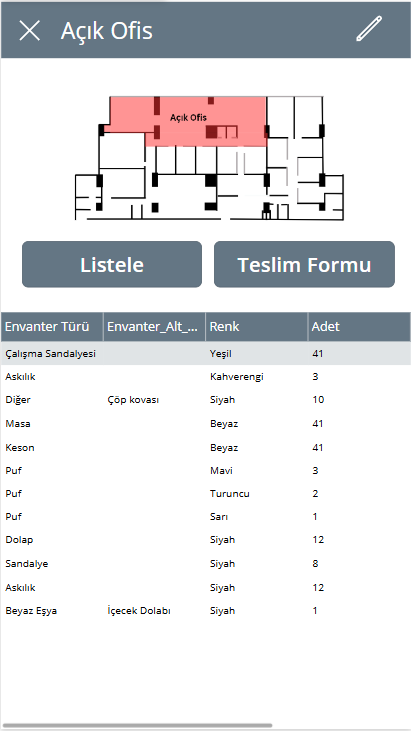 Açık Ofis
Açık Ofis
Listele Teslim Formu
Envanter Türü Envanter_Alt_... Renk Adet
Çalışma Sandalyesi Yeşil 41
Askılık Kahverengi 3
Diğer Çöp kovası Siyah 10
Masa Beyaz 41
Keson Beyaz 41
Puf Mavi 3
Puf Turuncu 2
Puf Sarı 1
Dolap Siyah 12
Sandalye Siyah 8
Askılık Siyah 12
Beyaz Eşya İçecek Dolabı Siyah 1